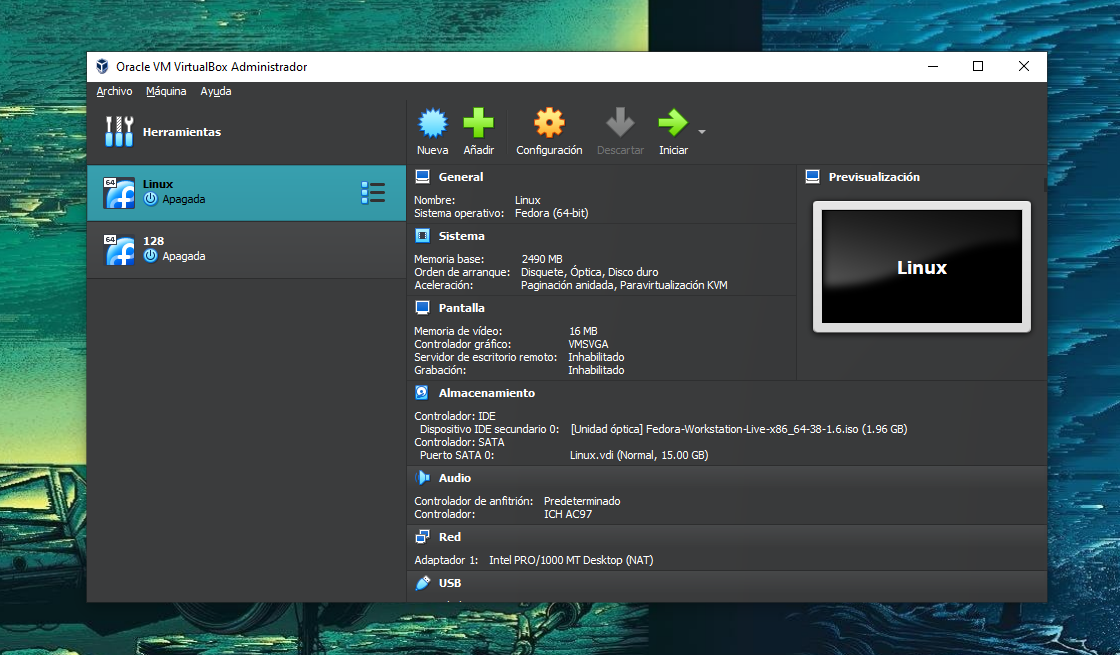 Oracle VM VirtualBox Administrador
Archivo Máquina Ayuda
Herramientas
Nueva Añadir Configuración Descartar Iniciar
64 Linux
Apagada
64 128
Apagada
General
Nombre: Linux
Sistema operativo: Fedora (64-bit)
Sistema
Memoria base: 2490 MB
Orden de arranque: Disquete, Óptica, Disco duro
Aceleración: Paginación anidada, Paravirtualización KVM
Pantalla
Memoria de vídeo: 16 MB
Controlador gráfico: VMSVGA
Servidor de escritorio remoto: Inhabilitado
Grabación: Inhabilitado
Previsualización
Linux
Almacenamiento
Controlador: IDE
Dispositivo IDE secundario 0: [Unidad óptica] Fedora-Workstation-Live-x86_64-38-1.6.iso (1.96 GB)
Controlador: SATA
Puerto SATA 0: Linux.vdi (Normal, 15.00 GB)
Audio
Controlador de anfitrión: Predeterminado
Controlador: ICH AC97
Red
Adaptador 1: Intel PRO/1000 MT Desktop (NAT)
USB